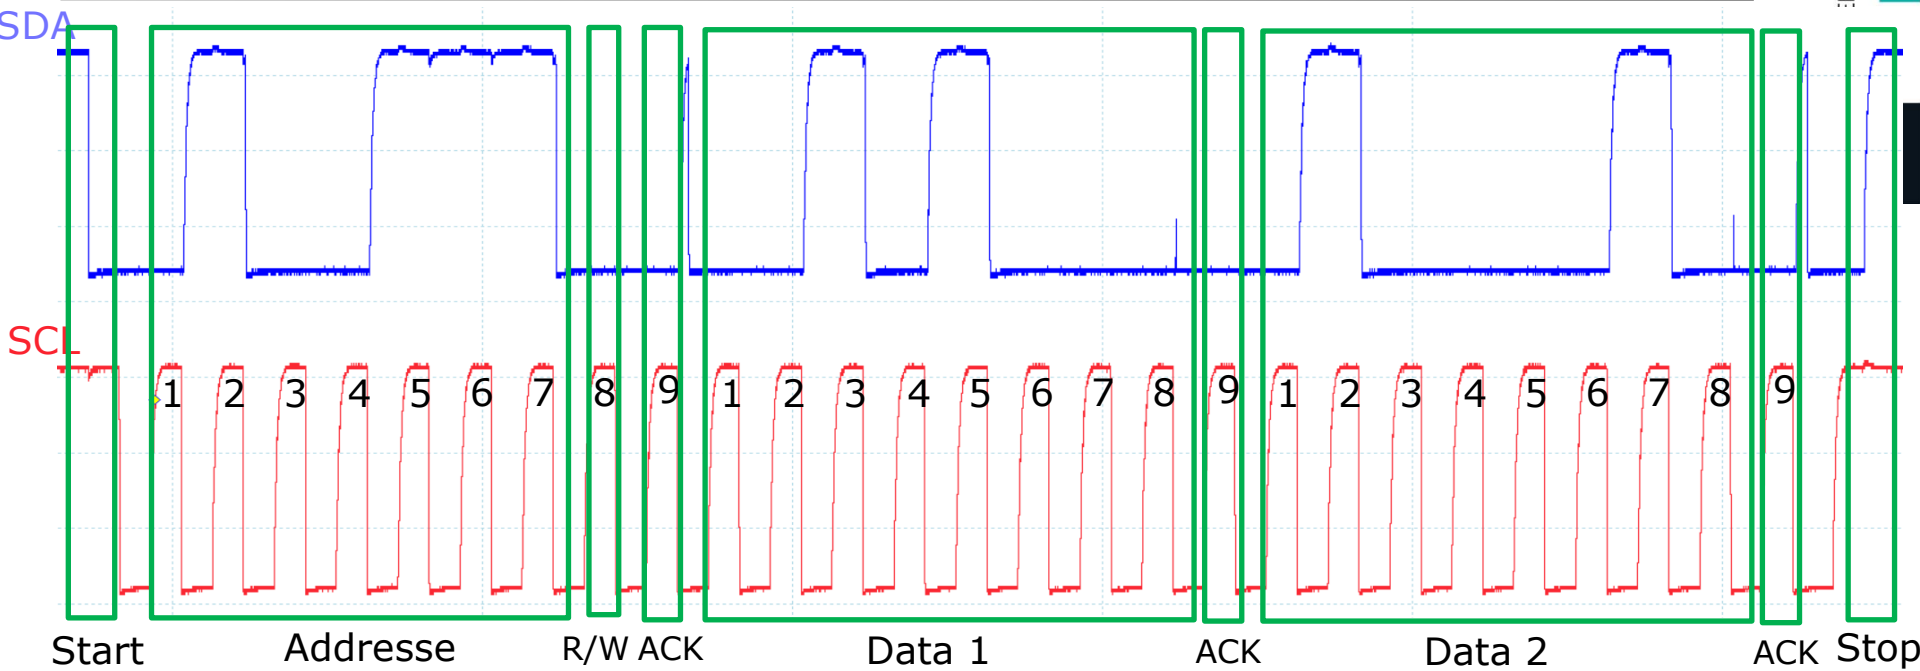 SDA
SCL
1 2 3 4 5 6 7 8 9 1 2 3 4 5 6 7 8 9 1 2 3 4 5 6 7 8 9
Start Addresse R/W ACK Data 1 ACK Data 2 ACK Stop